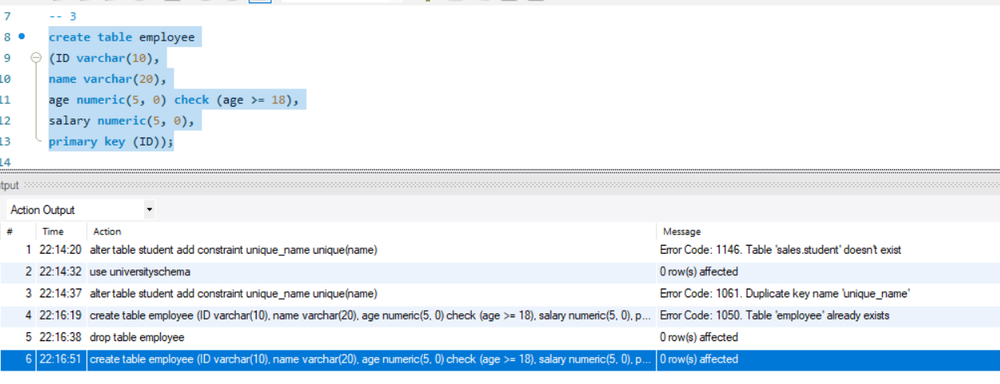 7 -- 3
8 create table employee
9 (ID varchar(10),
10 name varchar(20),
11 age numeric(5, 0) check (age >= 18),
12 salary numeric(5, 0),
13 primary key (ID));
14
tput
Action Output
# Time Action Message
1 22:14:20 alter table student add constraint unique_name unique(name) Error Code: 1146. Table 'sales.student' doesn't exist
2 22:14:32 use universityschema 0 row(s) affected
3 22:14:37 alter table student add constraint unique_name unique(name) Error Code: 1061. Duplicate key name 'unique_name'
4 22:16:19 create table employee (ID varchar(10), name varchar(20), age numeric(5, 0) check (age >= 18), salary numeric(5, 0), p... Error Code: 1050. Table 'employee' already exists
5 22:16:38 drop table employee 0 row(s) affected
6 22:16:51 create table employee (ID varchar(10), name varchar(20), age numeric(5, 0) check (age >= 18), salary numeric(5, 0), p... 0 row(s) affected